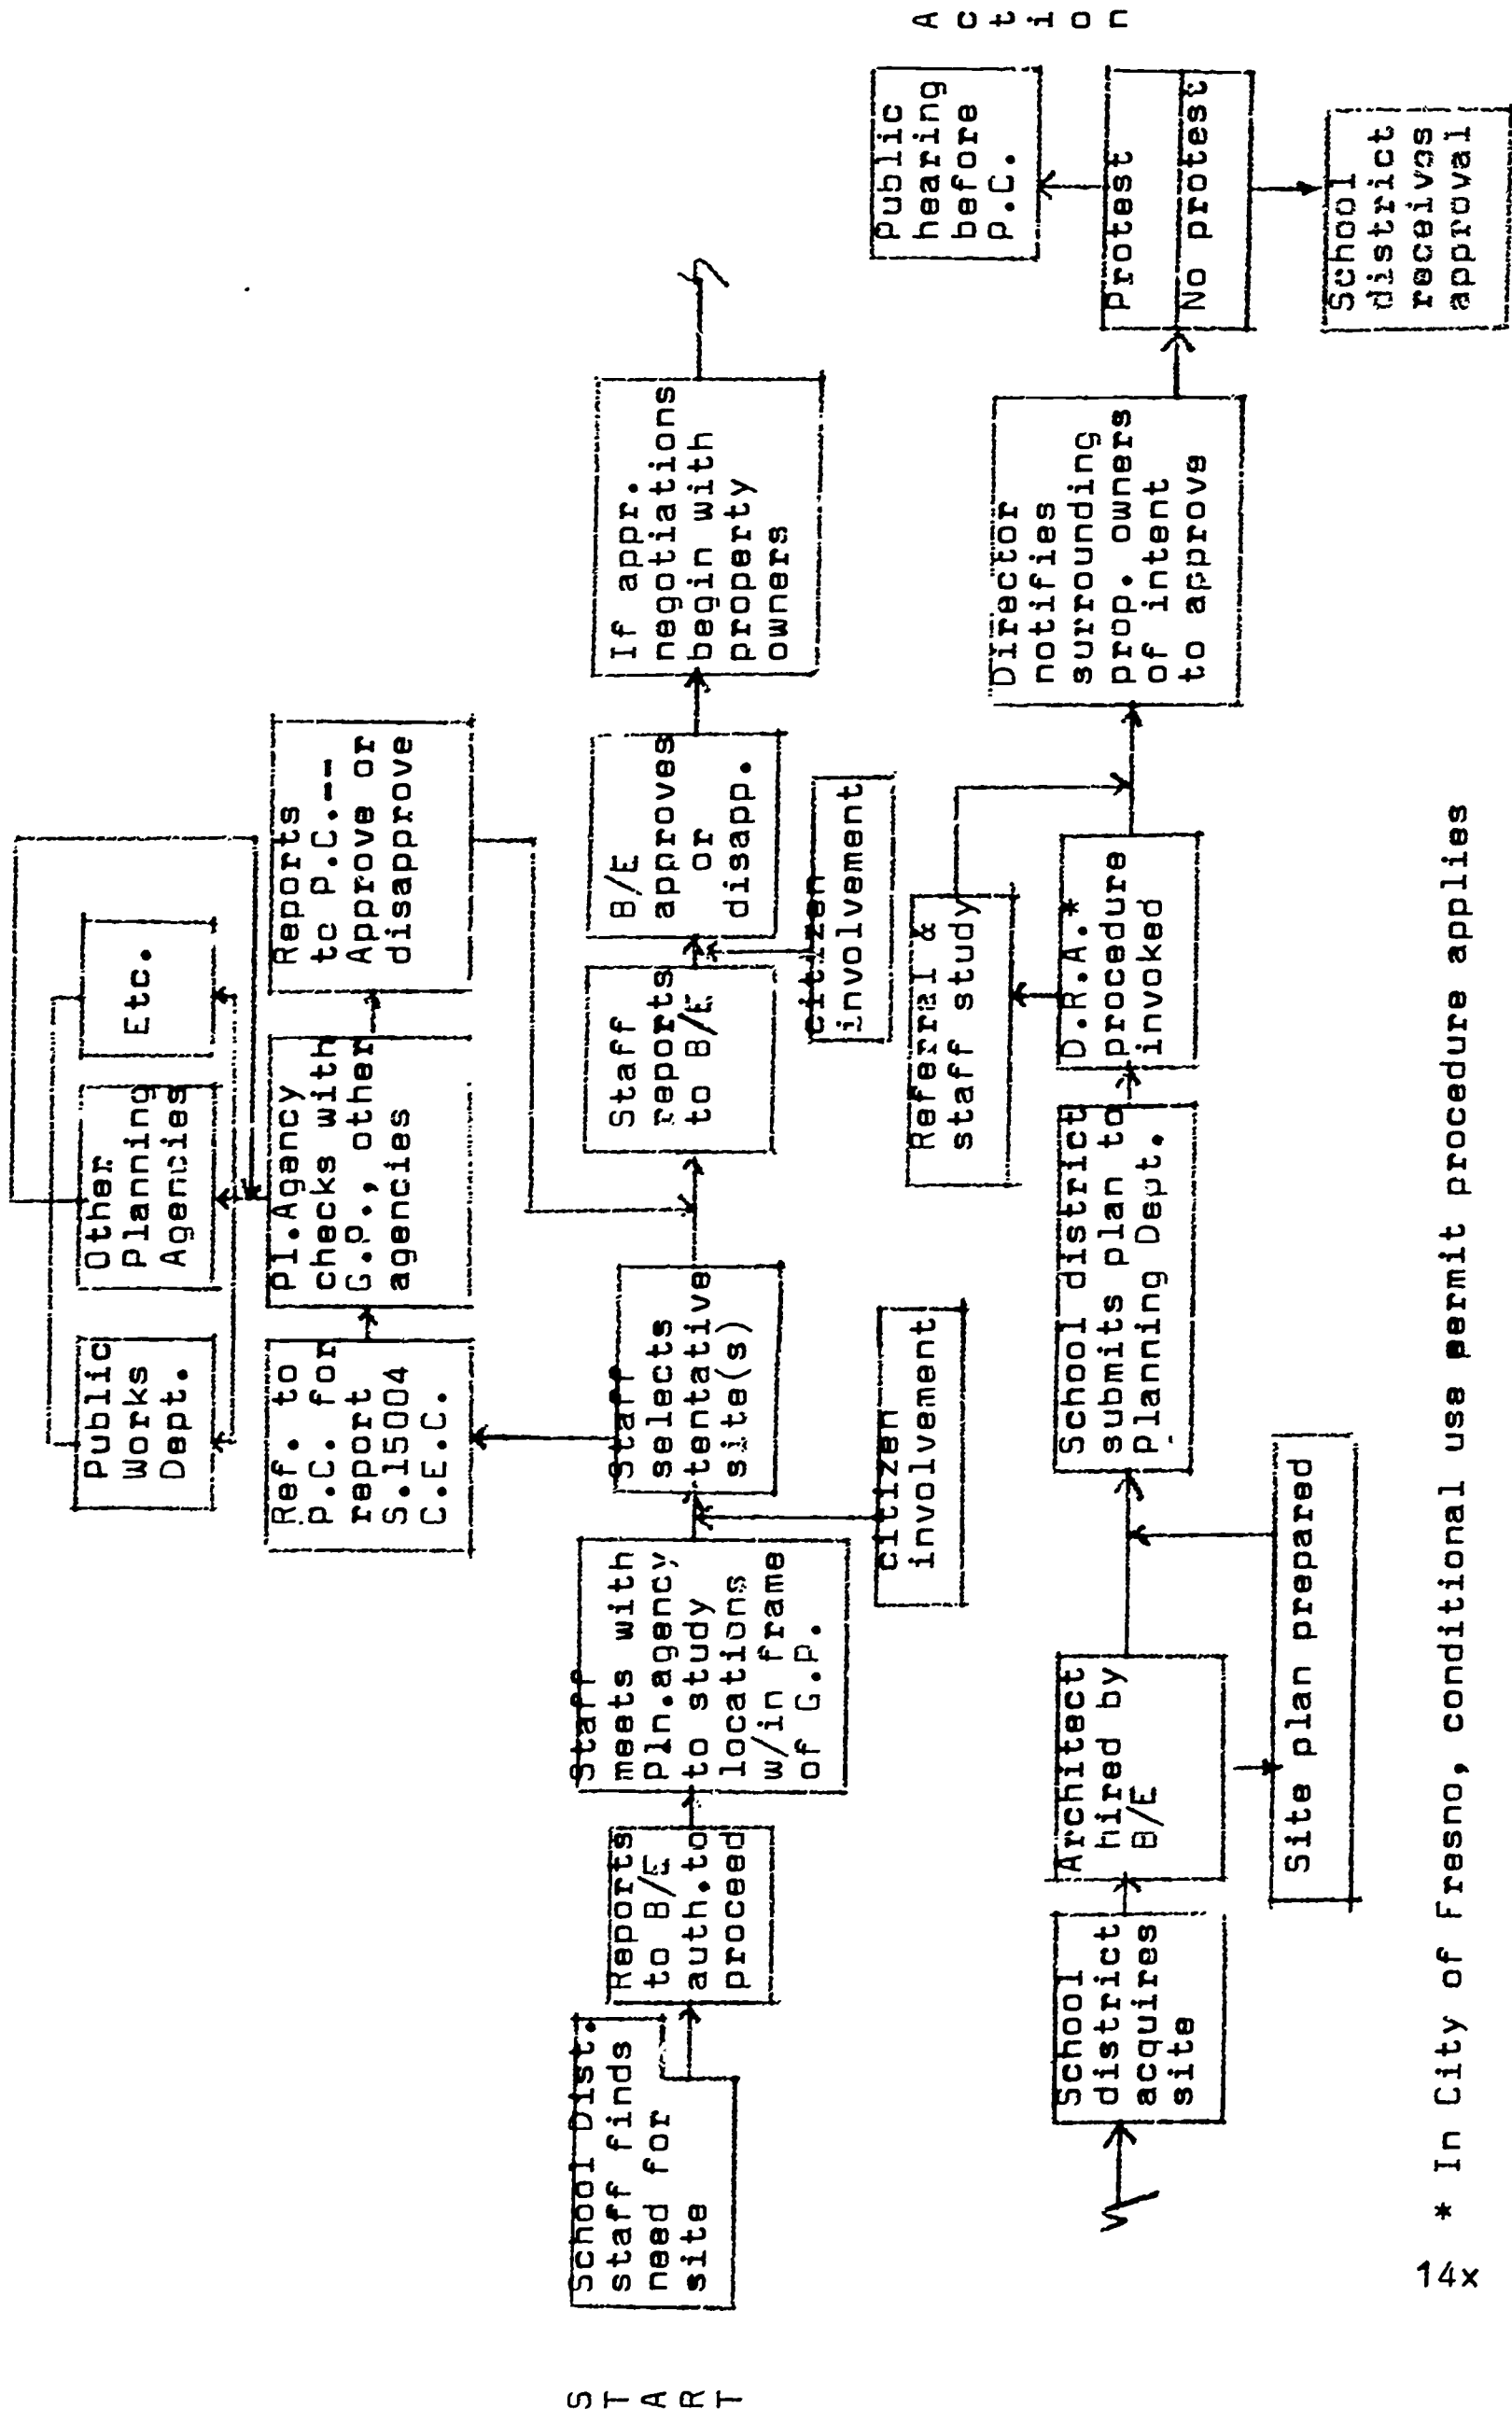 START
School Dist.
staff finds
need for
site
Reports
to B/E
auth.to
proceed
Staff
meets with
Pln.agency
to study
locations
w/in frame
of G.P.
citizen
involvement
Staff
selects
tentative
site(s)
Ref. to
P.C. for
report
S.15004
C.E.C.
Pl.Agency
checks with
G.P., other
agencies
Public
Works
Dept.
Other
Planning
Agencies
Etc.
Reports
to P.C.--
Approve or
disapprove
Staff
reports
to B/E
citizen
involvement
B/E
approves
or
disapp.
If appr.
negotiations
begin with
property
owners
School
district
acquires
site
Architect
hired by
B/E
Site plan prepared
School district
submits plan to
Planning Dept.
D.R.A.*
procedure
invoked
Referral &
staff study
Director
notifies
surrounding
prop. owners
of intent
to approve
Protest
No protest
Public
hearing
before
P.C.
School
district
receives
approval
Action
* In City of Fresno, conditional use permit procedure applies
14x